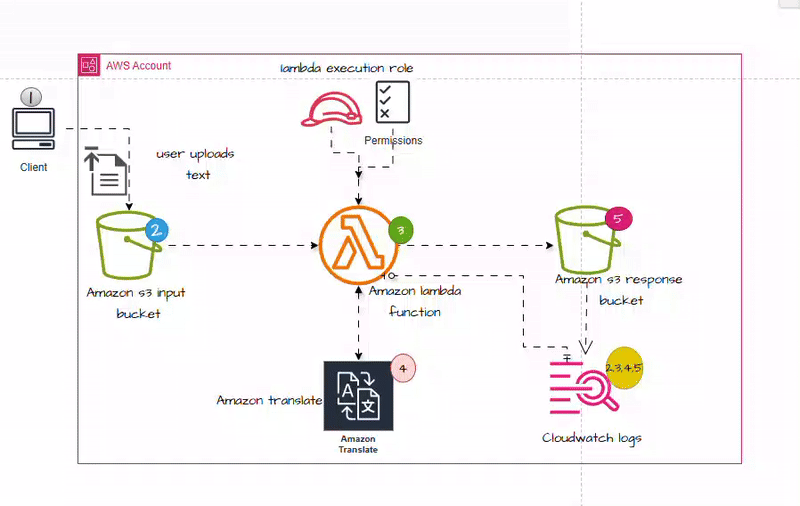 AWS Account
lambda execution role
1
Permissions
Client
user uploads
text
2
3
5
Amazon s3 input
bucket
Amazon lambda
function
Amazon s3 response
bucket
4
2,3,4,5
A
文
Amazon translate
Amazon
Translate
Cloudwatch logs